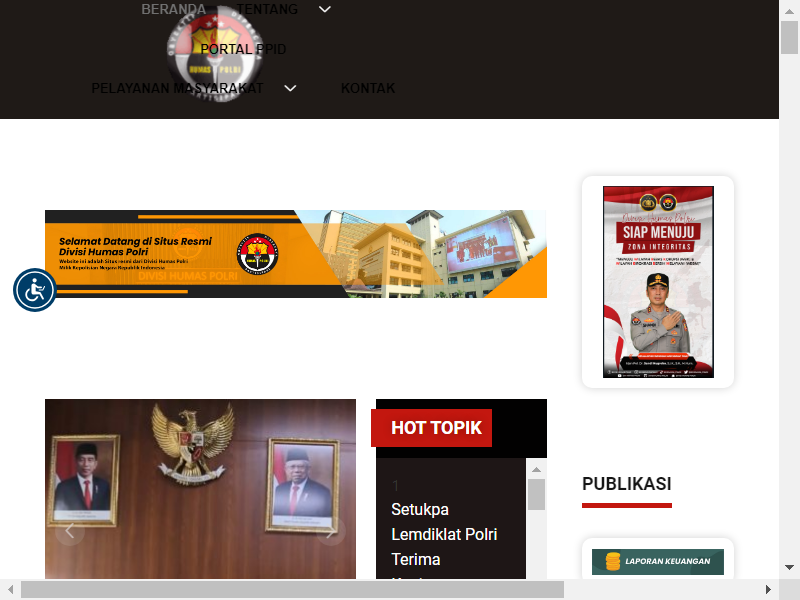 BERANDA
TENTANG
PORTAL PPID
HUMAS POLRI
PELAYANAN MASYARAKAT
KONTAK
Selamat Datang di Situs Resmi
Divisi Humas Polri
Website ini adalah Situs resmi dari Divisi Humas Polri
Milik Kepolisian Negara Republik Indonesia
DIVISI HUMAS POLRI
SIAP MENUJU
ZONA INTEGRITAS
HOT TOPIK
1
Setukpa
Lemdiklat Polri
Terima
PUBLIKASI
LAPORAN KEUANGAN